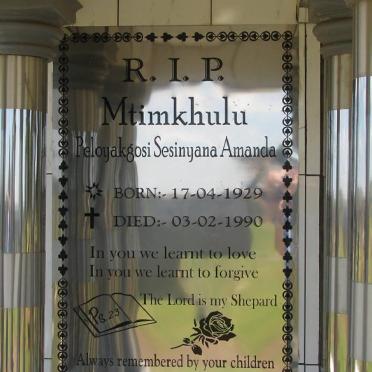 R. I. P.
Mtimkhulu
Peloyakgosi Sesinyana Amanda
BORN:- 17-04-1929
DIED:- 03-02-1990
In you we learnt to love
In you we learnt to forgive
The Lord is my Shepard
Ps. 23
Always remembered by your children